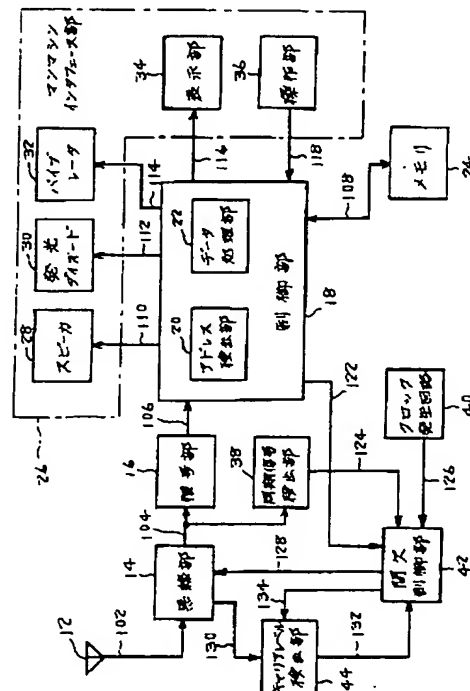 マンマシン
インタフェース部
34
表示部
36
操作部
32
バイブ
レータ
30
発光
ダイオード
28
スピーカ
26
110
112
114
116
118
22
データ
処理部
20
アドレス
検出部
制御部
18
108
メモリ
24
106
16
復号部
38
同期信号
検出部
104
14
無線部
12
102
122
124
クロック
発生回路
40
126
128
間欠
制御部
42
134
130
132
キャリアレベル
検出部
44